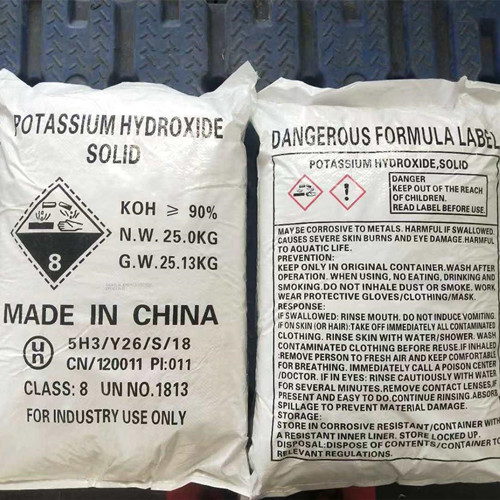 POTASSIUM HYDROXIDE
SOLID
8
KOH ≥ 90%
N.W. 25.0KG
G.W. 25.13KG
MADE IN CHINA
un
5H3/Y26/S/18
CN/120011 PI:011
CLASS: 8 UN NO.1813
FOR INDUSTRY USE ONLY
DANGEROUS FORMULA LABEL
POTASSIUM HYDROXIDE,SOLID
DANGER
KEEP OUT OF THE REACH
OF CHILDREN.
READ LABEL BEFORE USE.
MAY BE CORROSIVE TO METALS. HARMFUL IF SWALLOWED.
CAUSES SEVERE SKIN BURNS AND EYE DAMAGE.HARMFUL
TO AQUATIC LIFE.
PREVENTION:
KEEP ONLY IN ORIGINAL CONTAINER.WASH AFTER
OPERATION. WHEN USING, NO EATING, DRINKING AND
SMOKING.DO NOT INHALE DUST OR SMOKE. WORK,
WEAR PROTECTIVE GLOVES/CLOTHING/MASK.
RESPONSE:
IF SWALLOWED: RINSE MOUTH. DO NOT INDUCE VOMITING.
IF ON SKIN (OR HAIR):TAKE OFF IMMEDIATELY ALL CONTAMINATED
CLOTHING. RINSE SKIN WITH WATER/SHOWER. WASH
CONTAMINATED CLOTHING BEFORE REUSE.IF INHALED
:REMOVE PERSON TO FRESH AIR AND KEEP COMFORTABLE
FOR BREATHING. IMMEDIATELY CALL A POISON CENTER
/DOCTOR. IF IN EYES: RINSE CAUTIOUSLY WITH WATER
FOR SEVERAL MINUTES.REMOVE CONTACT LENSES,IF
PRESENT AND EASY TO DO.CONTINUE RINSING.ABSORB
SPILLAGE TO PREVENT MATERIAL DAMAGE.
STORAGE:
STORE IN CORROSIVE RESISTANT/CONTAINER WITH
A RESISTANT INNER LINER. STORE LOCKED UP.
DISPOSAL:DISPOSE OF CONTENTS/CONTAINER TO
RELEVANT REGULATIONS.